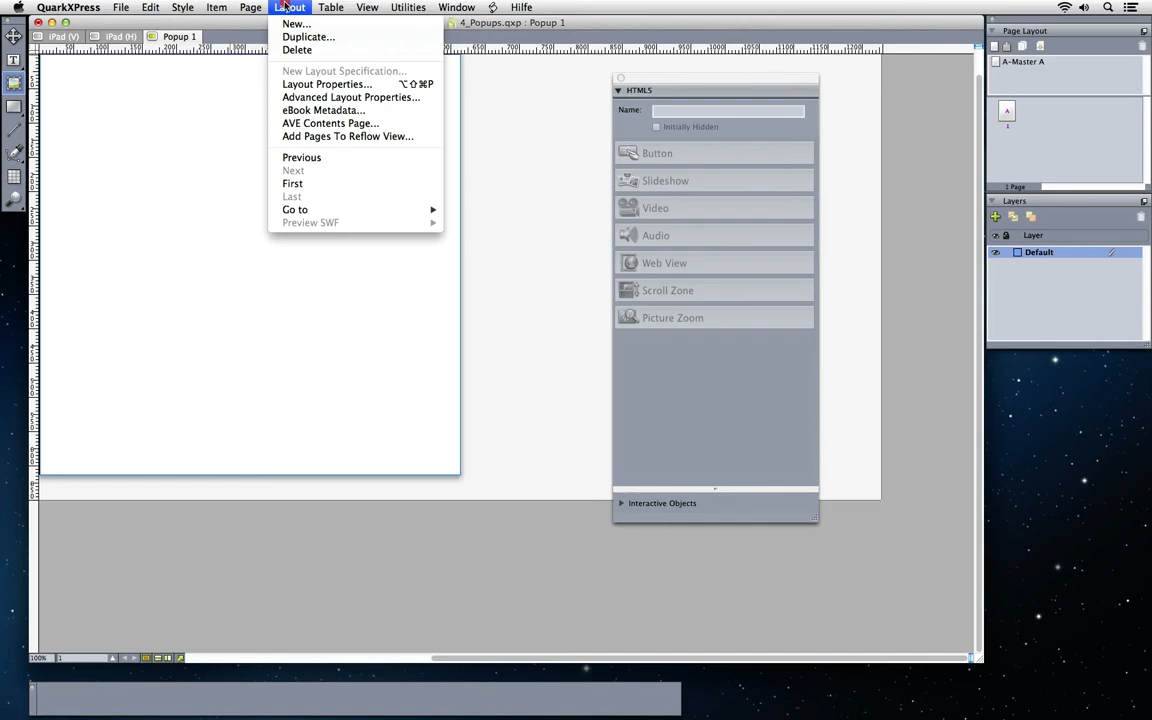 QuarkXPress File Edit Style Item Page Layout Table View Utilities Window Hilfe
4_Popups.qxp : Popup 1
iPad (V) iPad (H) Popup 1
New...
Duplicate...
Delete
New Layout Specification...
Layout Properties... ⌥⇧⌘P
Advanced Layout Properties...
eBook Metadata...
AVE Contents Page...
Add Pages To Reflow View...
Previous
Next
First
Last
Go to
Preview SWF
HTML5
Name:
Initially Hidden
Button
Slideshow
Video
Audio
Web View
Scroll Zone
Picture Zoom
Interactive Objects
Page Layout
A-Master A
A
1
1 Page
Layers
Layer
Default
100% 1